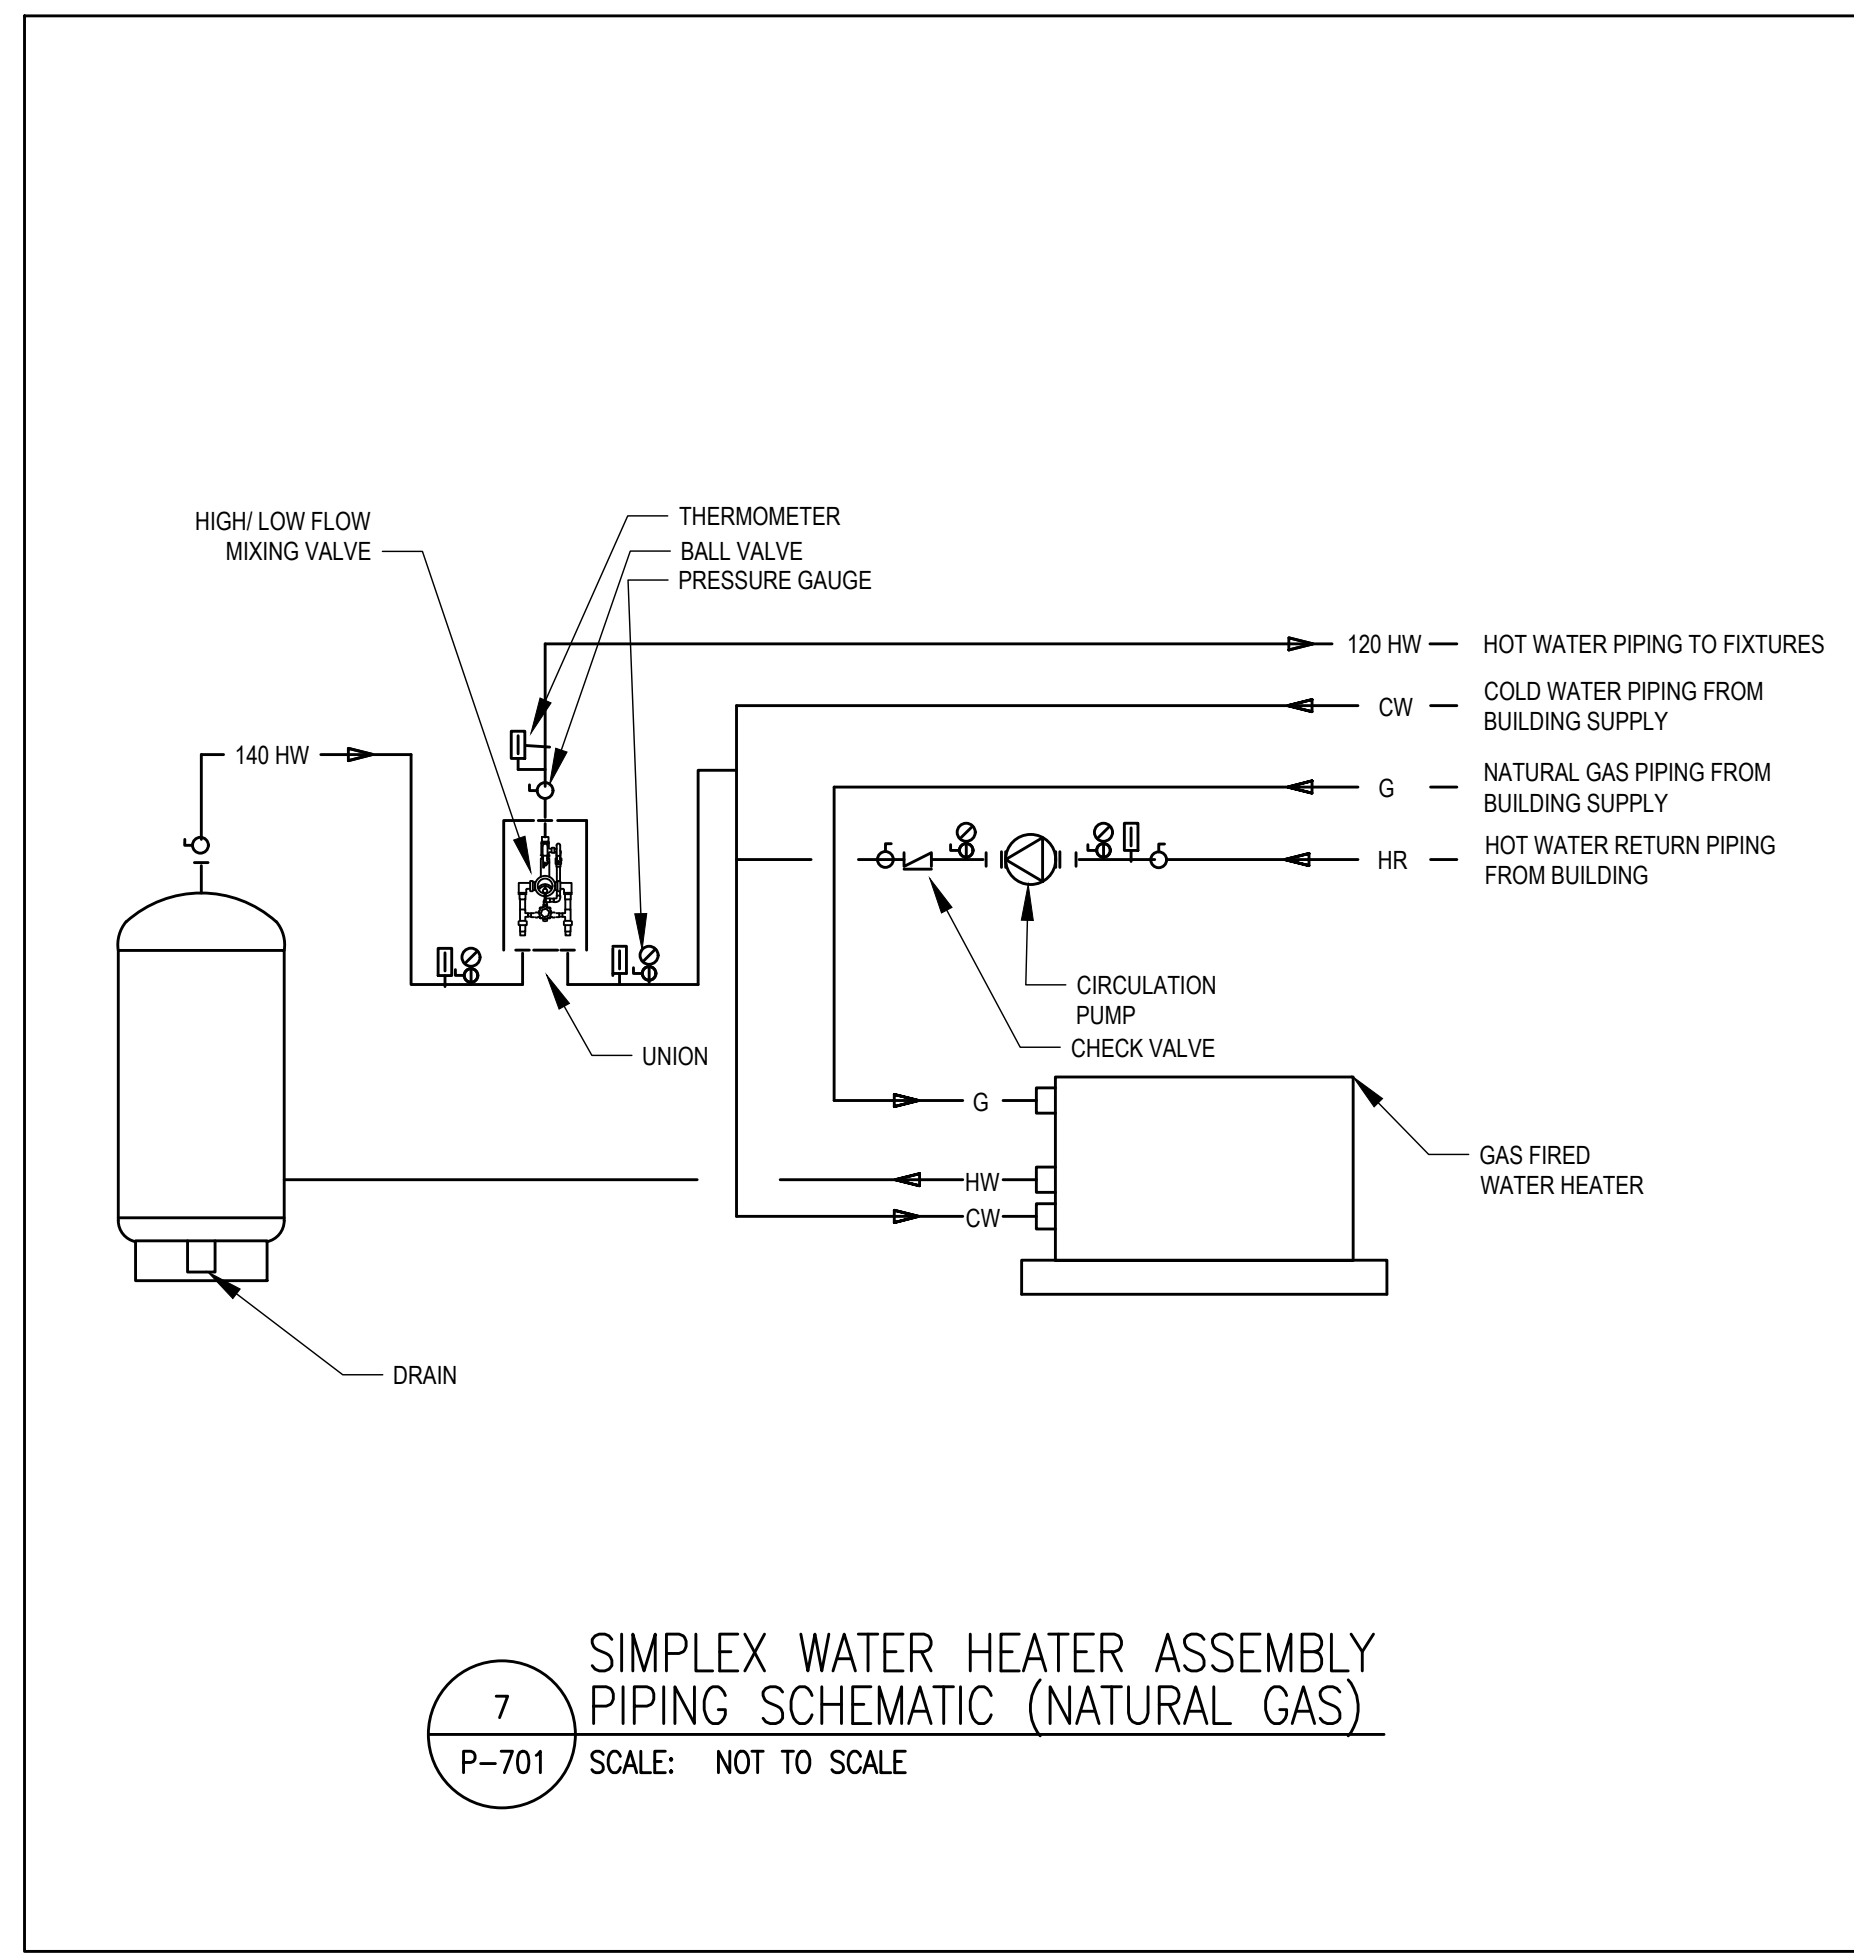 HIGH/ LOW FLOW
MIXING VALVE
THERMOMETER
BALL VALVE
PRESSURE GAUGE
120 HW
HOT WATER PIPING TO FIXTURES
CW
COLD WATER PIPING FROM
BUILDING SUPPLY
140 HW
G
NATURAL GAS PIPING FROM
BUILDING SUPPLY
HR
HOT WATER RETURN PIPING
FROM BUILDING
CIRCULATION
PUMP
CHECK VALVE
UNION
G
HW
CW
GAS FIRED
WATER HEATER
DRAIN
7
P-701
SIMPLEX WATER HEATER ASSEMBLY
PIPING SCHEMATIC (NATURAL GAS)
SCALE: NOT TO SCALE